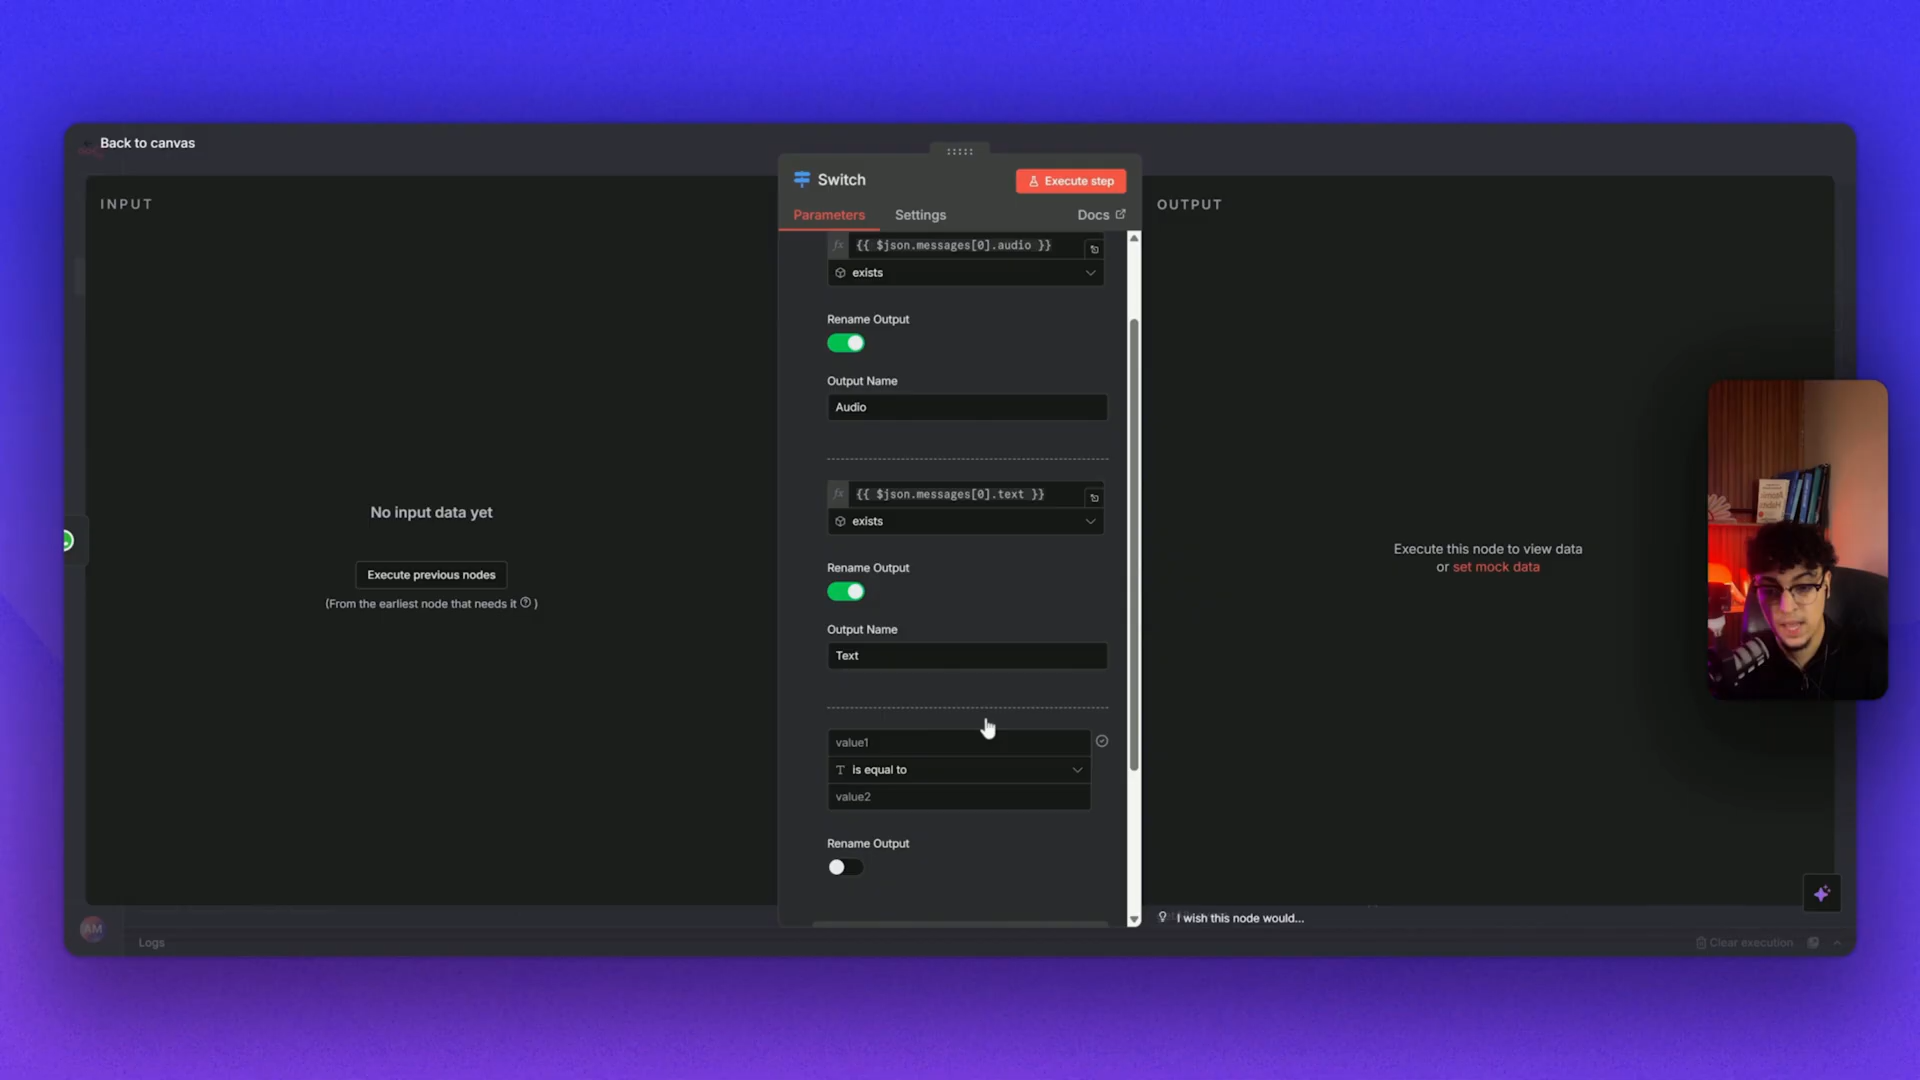 Back to canvas
INPUT
No input data yet
Execute previous nodes
(From the earliest node that needs it ? )
Switch
Execute step
Parameters
Settings
Docs
fx {{ $json.messages[0].audio }}
exists
Rename Output
Output Name
Audio
fx {{ $json.messages[0].text }}
exists
Rename Output
Output Name
Text
value1
T is equal to
value2
Rename Output
OUTPUT
Execute this node to view data
or set mock data
I wish this node would...
AM
Logs
Clear execution